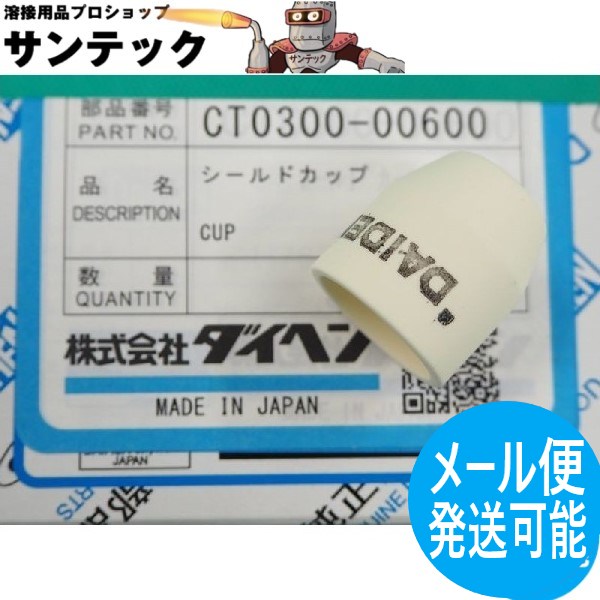 溶接用品プロショップ
サンテック
サンテック
部品番号
PART NO.
CT0300-00600
品 名
DESCRIPTION
シールドカップ
CUP
数 量
QUANTITY
株式会社 ダイヘン
MADE IN JAPAN
JAPAN
DAIDE
メール便
発送可能